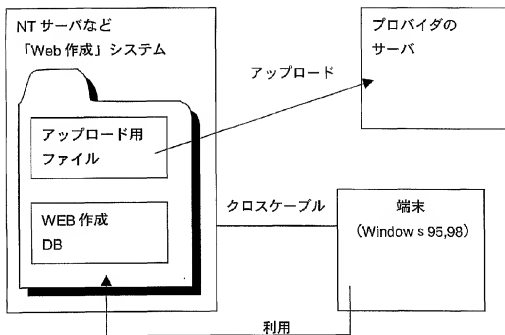 NTサーバなど
「Web作成」システム
アップロード用
ファイル
WEB作成
DB
アップロード
プロバイダの
サーバ
クロスケーブル
端末
(Windows 95,98)
利用